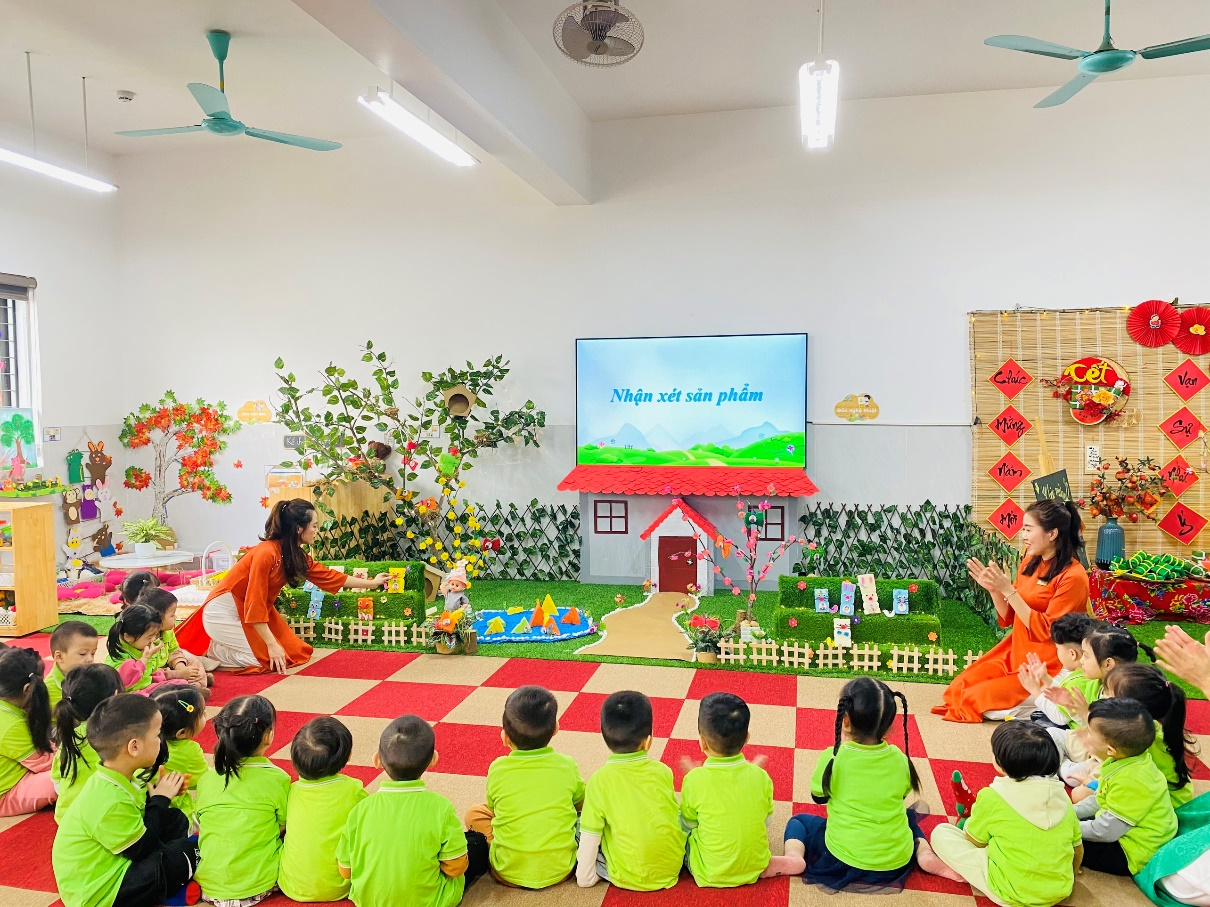 Nhận xét sản phẩm
Tết
Chúc
Mừng
Năm
Mới
Vạn
Sự
Như
Ý